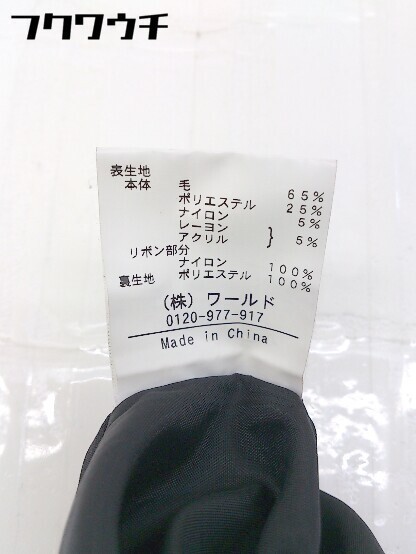 フクワウチ
表生地
本体 毛 65%
ポリエステル 25%
ナイロン 5%
レーヨン
アクリル } 5%
リボン部分
ナイロン 100%
裏生地 ポリエステル 100%
(株) ワールド
0120-977-917
Made in China